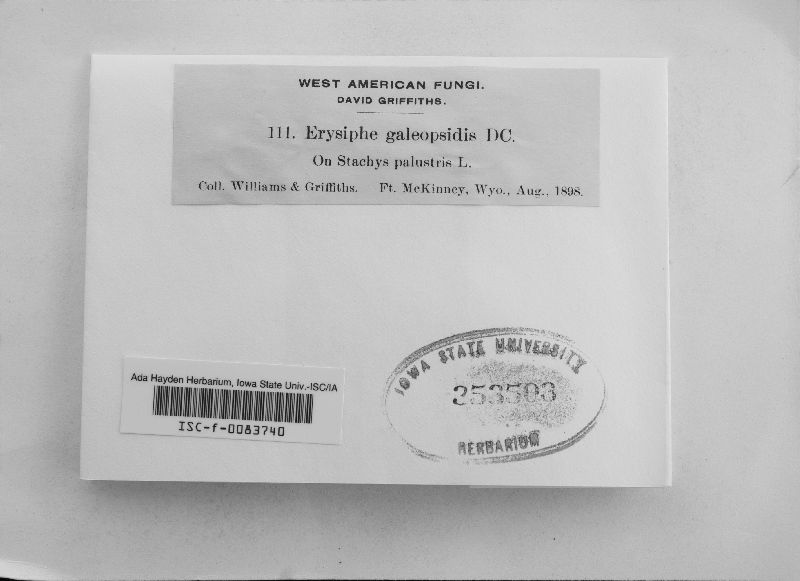 WEST AMERICAN FUNGI.
DAVID GRIFFITHS.
111. Erysiphe galeopsidis DC.
On Stachys palustris L.
Coll. Williams & Griffiths. Ft. McKinney, Wyo., Aug., 1898.
Ada Hayden Herbarium, Iowa State Univ.-ISC/IA
ISC-f-0083740
IOWA STATE UNIVERSITY
353503
HERBARIUM